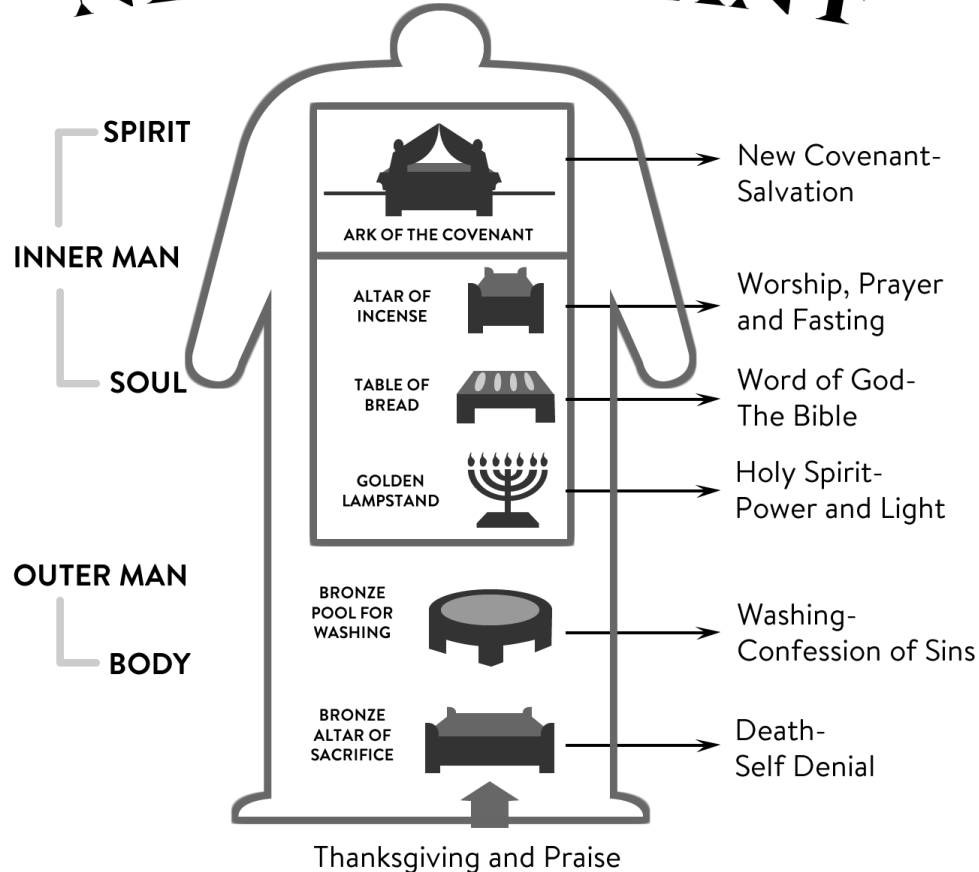 SPIRIT
INNER MAN
SOUL
OUTER MAN
BODY
ARK OF THE COVENANT
ALTAR OF
INCENSE
TABLE OF
BREAD
GOLDEN
LAMPSTAND
BRONZE
POOL FOR
WASHING
BRONZE
ALTAR OF
SACRIFICE
New Covenant-
Salvation
Worship, Prayer
and Fasting
Word of God-
The Bible
Holy Spirit-
Power and Light
Washing-
Confession of Sins
Death-
Self Denial
Thanksgiving and Praise